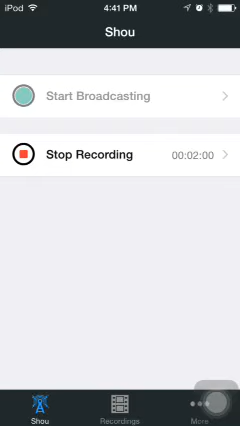 iPod 4:41 PM
Shou
Start Broadcasting
Stop Recording 00:02:00
Shou Recordings More